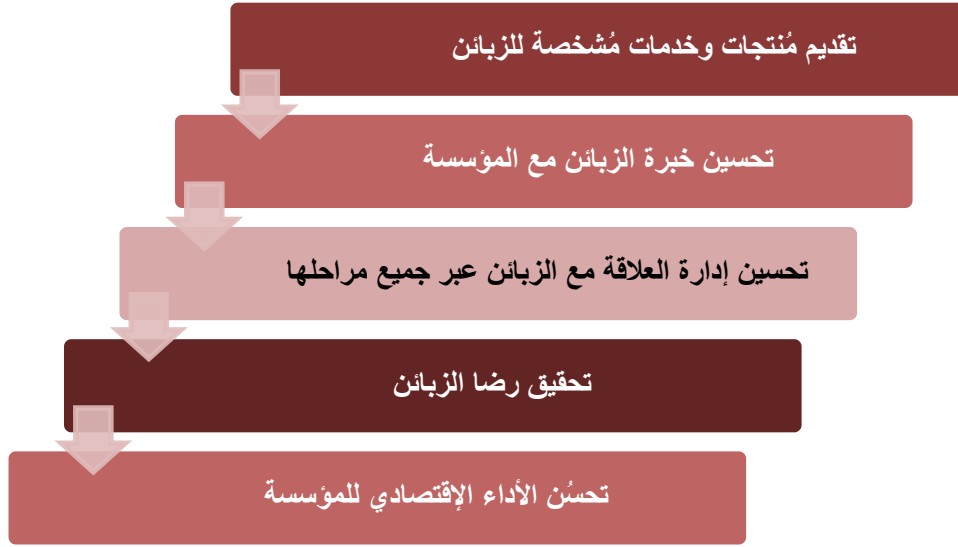 تقديم مُنتجات وخدمات مُشخصة للزبائن
تحسين خبرة الزبائن مع المؤسسة
تحسين إدارة العلاقة مع الزبائن عبر جميع مراحلها
تحقيق رضا الزبائن
تحسُن الأداء الإقتصادي للمؤسسة